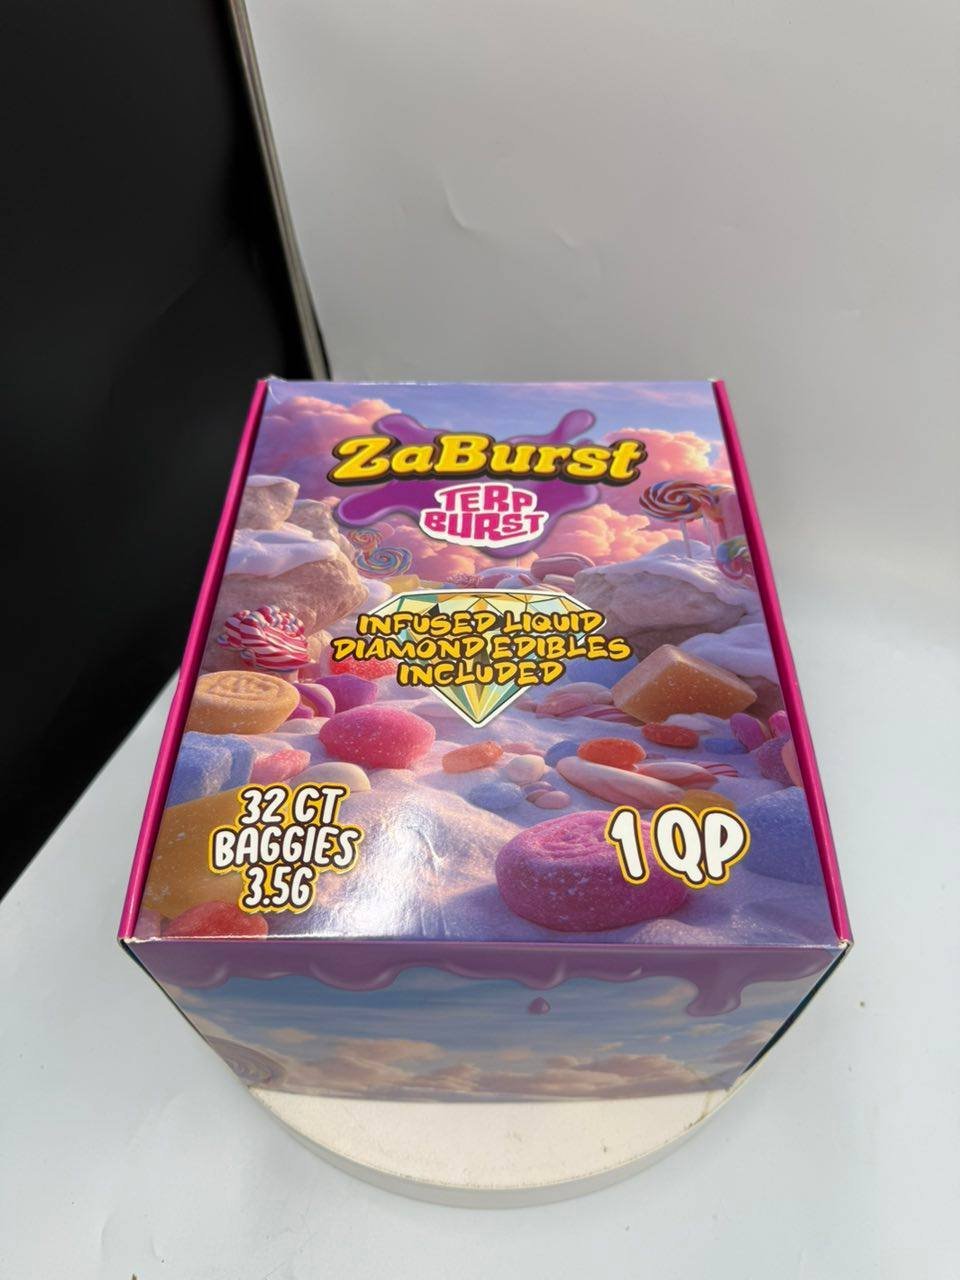 ZaBurst
TERP
BURST
INFUSED LIQUID
DIAMOND EDIBLES
INCLUDED
32 CT
BAGGIES
3.5G
1 QP